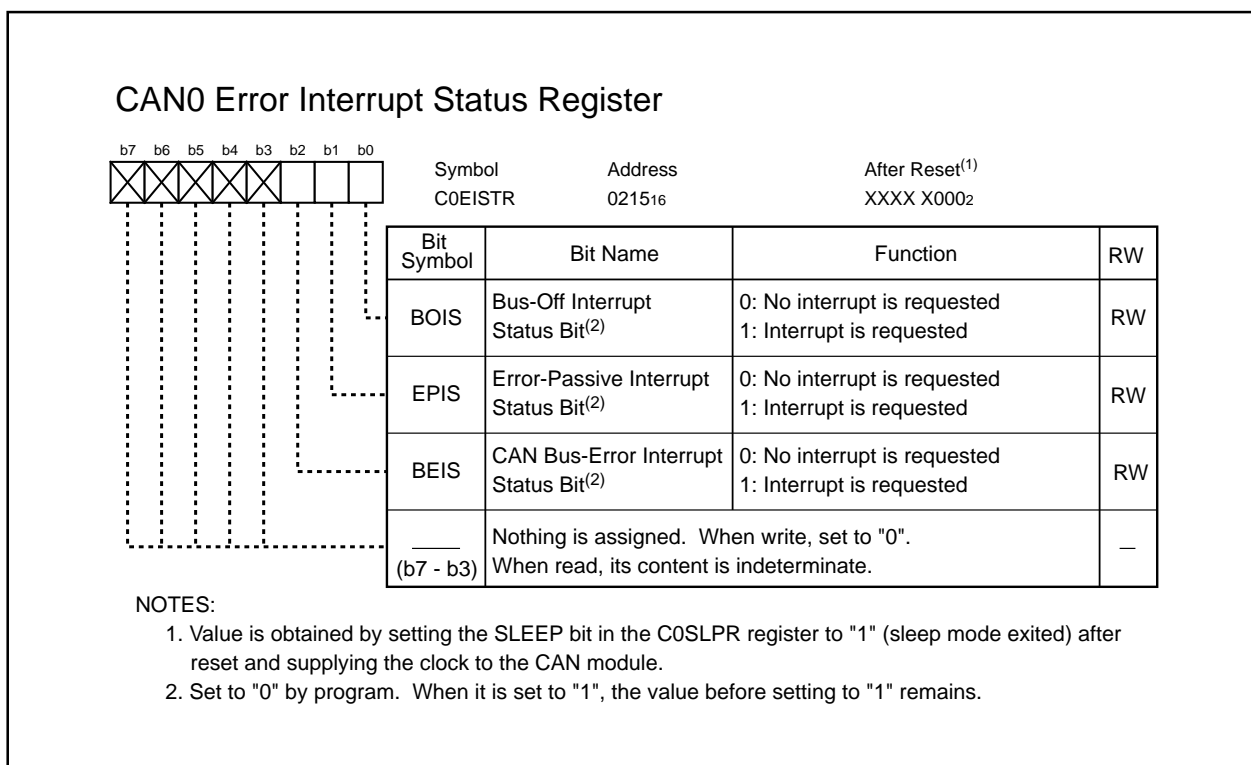 CAN0 Error Interrupt Status Register
b7 b6 b5 b4 b3 b2 b1 b0
Symbol Address After Reset(1)
C0EISTR 021516 XXXX X0002
Bit Symbol Bit Name Function RW
BOIS Bus-Off Interrupt 0: No interrupt is requested RW
Status Bit(2) 1: Interrupt is requested
EPIS Error-Passive Interrupt 0: No interrupt is requested RW
Status Bit(2) 1: Interrupt is requested
BEIS CAN Bus-Error Interrupt 0: No interrupt is requested RW
Status Bit(2) 1: Interrupt is requested
Nothing is assigned. When write, set to "0". —
(b7 - b3) When read, its content is indeterminate.
NOTES:
1. Value is obtained by setting the SLEEP bit in the C0SLPR register to "1" (sleep mode exited) after
reset and supplying the clock to the CAN module.
2. Set to "0" by program. When it is set to "1", the value before setting to "1" remains.